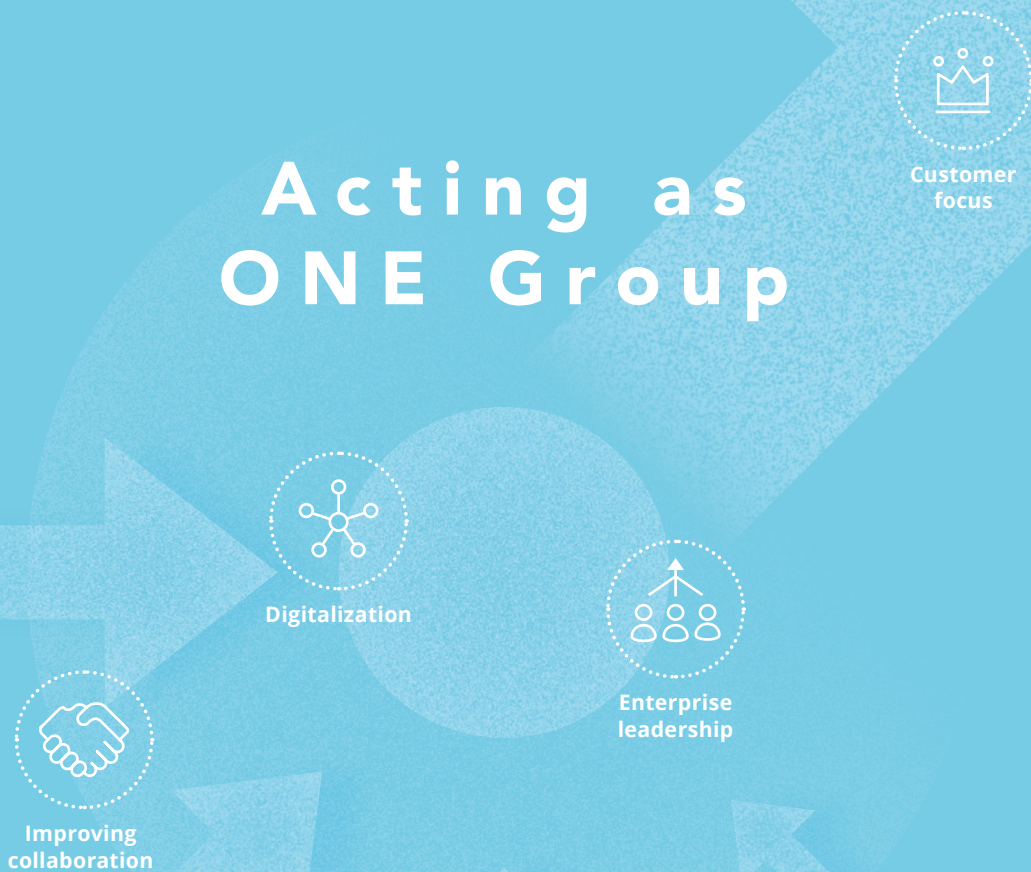 Customer
focus
Acting as
ONE Group
Digitalization
Enterprise
leadership
Improving
collaboration